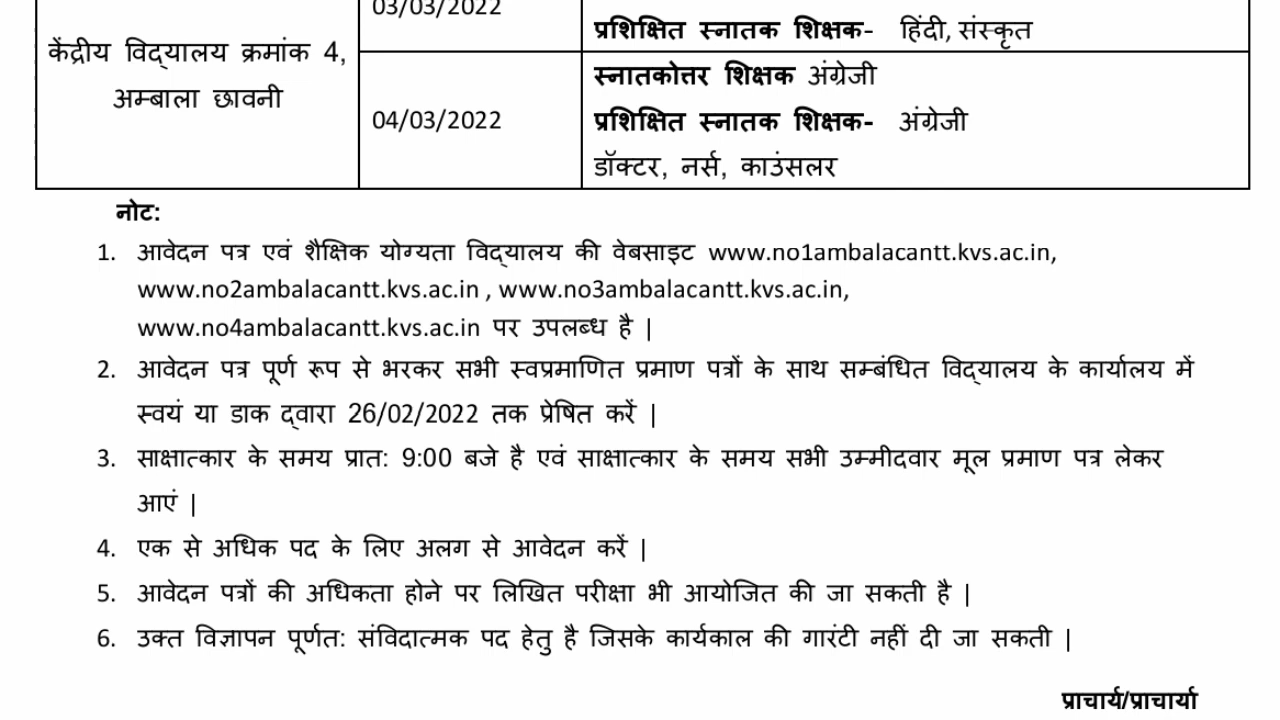 03/03/2022
प्रशिक्षित स्नातक शिक्षक- हिंदी, संस्कृत
केंद्रीय विद्यालय क्रमांक 4,
अम्बाला छावनी
04/03/2022
स्नातकोत्तर शिक्षक अंग्रेजी
प्रशिक्षित स्नातक शिक्षक- अंग्रेजी
डॉक्टर, नर्स, काउंसलर
नोट:
1. आवेदन पत्र एवं शैक्षिक योग्यता विद्यालय की वेबसाइट www.no1ambalacantt.kvs.ac.in,
www.no2ambalacantt.kvs.ac.in , www.no3ambalacantt.kvs.ac.in,
www.no4ambalacantt.kvs.ac.in पर उपलब्ध है |
2. आवेदन पत्र पूर्ण रूप से भरकर सभी स्वप्रमाणित प्रमाण पत्रों के साथ सम्बंधित विद्यालय के कार्यालय में
स्वयं या डाक द्वारा 26/02/2022 तक प्रेषित करें |
3. साक्षात्कार के समय प्रात: 9:00 बजे है एवं साक्षात्कार के समय सभी उम्मीदवार मूल प्रमाण पत्र लेकर
आएं |
4. एक से अधिक पद के लिए अलग से आवेदन करें |
5. आवेदन पत्रों की अधिकता होने पर लिखित परीक्षा भी आयोजित की जा सकती है |
6. उक्त विज्ञापन पूर्णत: संविदात्मक पद हेतु है जिसके कार्यकाल की गारंटी नहीं दी जा सकती |
प्राचार्य/प्राचार्या